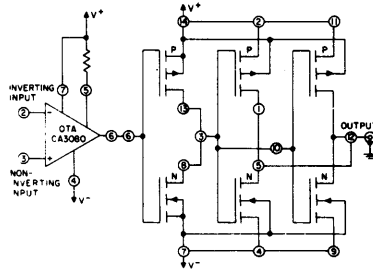 V+
V+
14
2
11
P
P
P
7
5
13
1
INVERTING
INPUT
2
-
OTA
CA3080
6
6
3
10
12
OUTPUT
3
+
NON-
INVERTING
INPUT
8
5
4
V-
N
N
N
7
4
9
V-